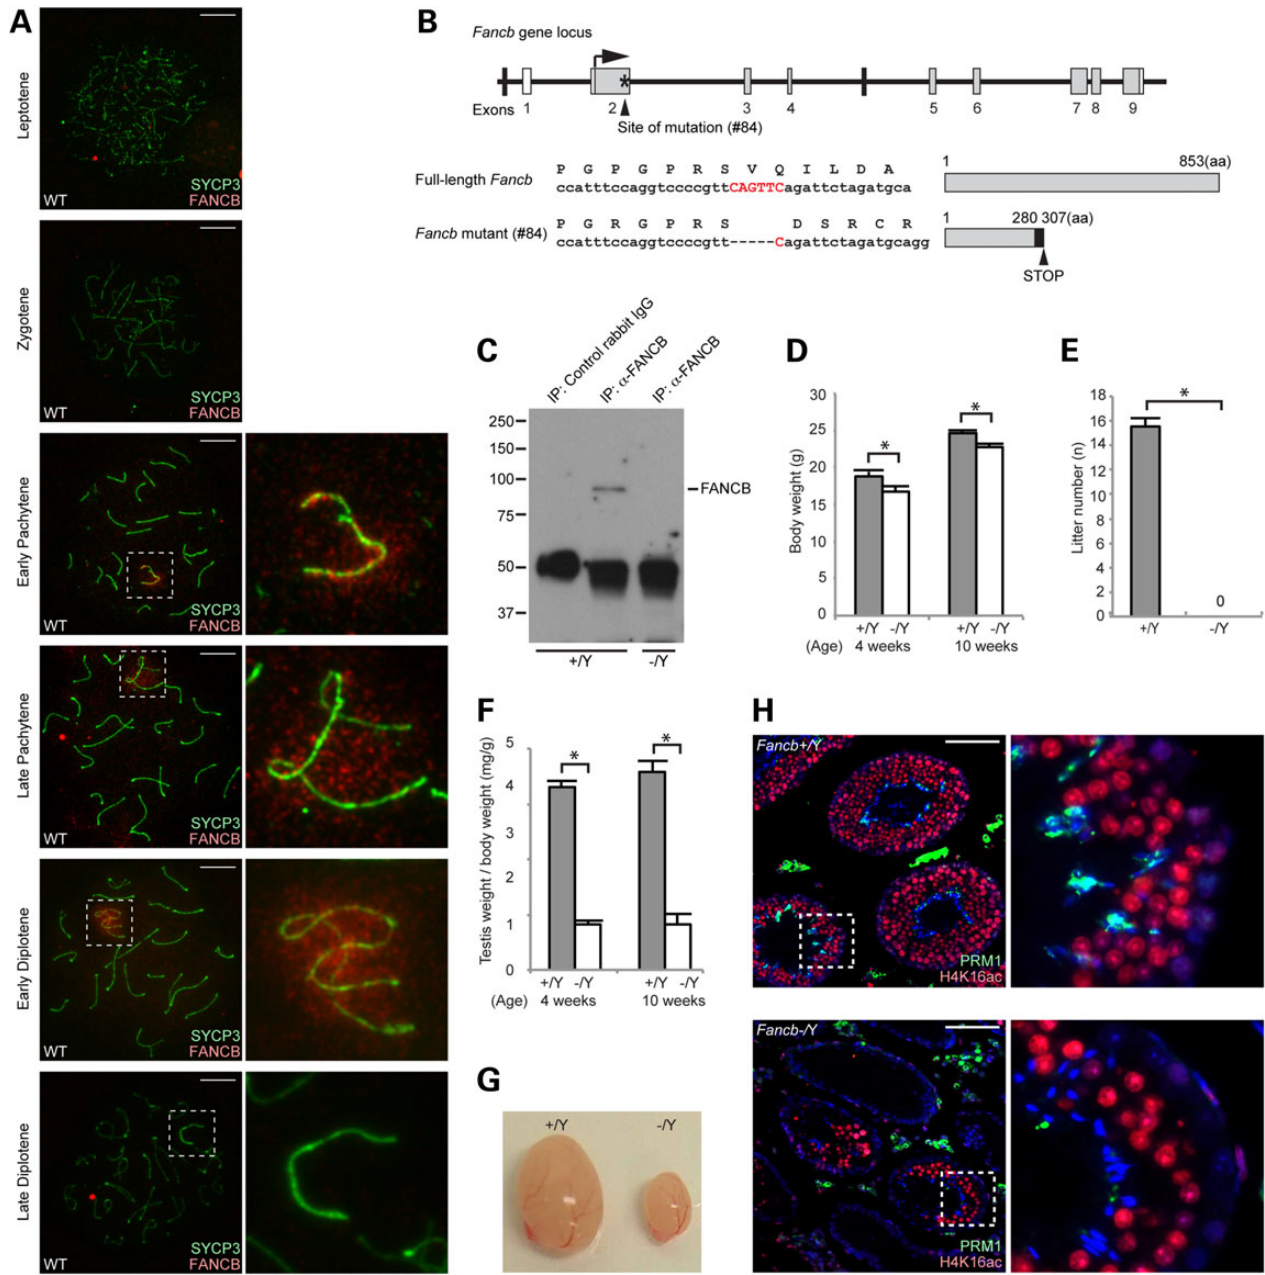 A
Leptotene
SYCP3
WT FANCB
Zygotene
SYCP3
WT FANCB
Early Pachytene
SYCP3
WT FANCB
Late Pachytene
SYCP3
WT FANCB
Early Diplotene
SYCP3
WT FANCB
Late Diplotene
SYCP3
WT FANCB
B
Fancb gene locus
*
Exons 1 2 3 4 5 6 7 8 9
Site of mutation (#84)
P G P G P R S V Q I L D A
Full-length Fancb ccatttccaggtccccgttCAGTTCagattctagatgca
1 853(aa)
P G R G P R S D S R C R
Fancb mutant (#84) ccatttccaggtccccgtt-----Cagattctagatgcagg
1 280 307(aa)
STOP
C
IP: Control rabbit IgG
IP: α-FANCB
IP: α-FANCB
250
150
100
75
50
37
FANCB
+/Y -/Y
D
Body weight (g)
30
25
20
15
10
5
0
*
*
+/Y -/Y +/Y -/Y
(Age) 4 weeks 10 weeks
E
Litter number (n)
18
16
14
12
10
8
6
4
2
0
*
0
+/Y -/Y
F
Testis weight / body weight (mg/g)
5
4
3
2
1
0
*
*
+/Y -/Y +/Y -/Y
(Age) 4 weeks 10 weeks
G
+/Y -/Y
H
Fancb+/Y
PRM1
H4K16ac
Fancb-/Y
PRM1
H4K16ac